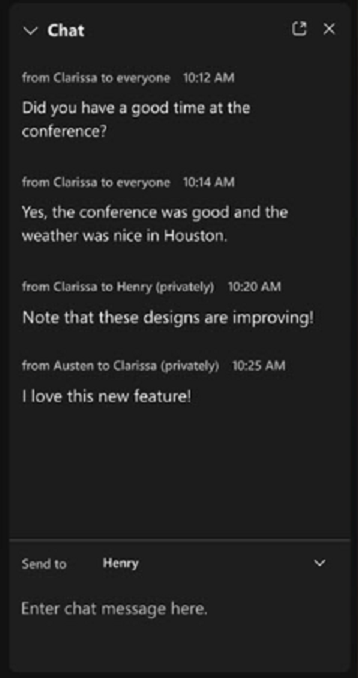 Chat
from Clarissa to everyone 10:12 AM
Did you have a good time at the
conference?
from Clarissa to everyone 10:14 AM
Yes, the conference was good and the
weather was nice in Houston.
from Clarissa to Henry (privately) 10:20 AM
Note that these designs are improving!
from Austen to Clarissa (privately) 10:25 AM
I love this new feature!
Send to Henry
Enter chat message here.